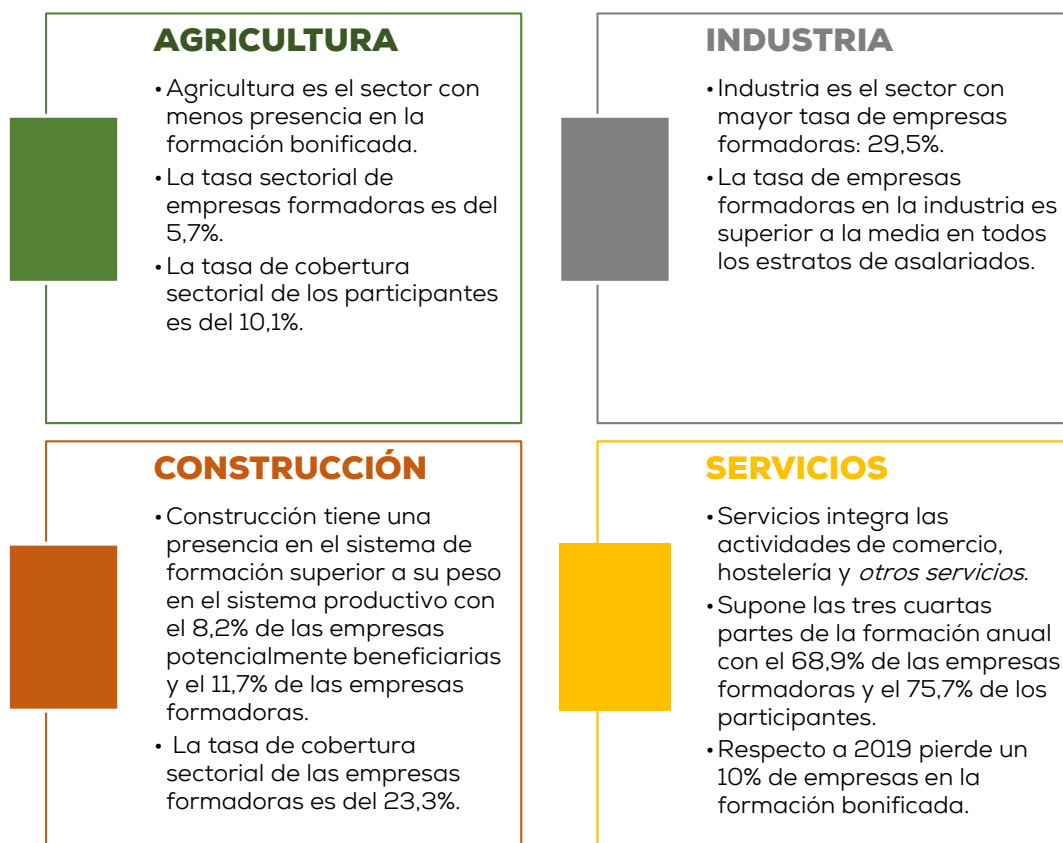 AGRICULTURA
• Agricultura es el sector con
menos presencia en la
formación bonificada.
• La tasa sectorial de
empresas formadoras es del
5,7%.
• La tasa de cobertura
sectorial de los participantes
es del 10,1%.
INDUSTRIA
• Industria es el sector con
mayor tasa de empresas
formadoras: 29,5%.
• La tasa de empresas
formadoras en la industria es
superior a la media en todos
los estratos de asalariados.
CONSTRUCCIÓN
• Construcción tiene una
presencia en el sistema de
formación superior a su peso
en el sistema productivo con
el 8,2% de las empresas
potencialmente beneficiarias
y el 11,7% de las empresas
formadoras.
• La tasa de cobertura
sectorial de las empresas
formadoras es del 23,3%.
SERVICIOS
• Servicios integra las
actividades de comercio,
hostelería y otros servicios.
• Supone las tres cuartas
partes de la formación anual
con el 68,9% de las empresas
formadoras y el 75,7% de los
participantes.
• Respecto a 2019 pierde un
10% de empresas en la
formación bonificada.